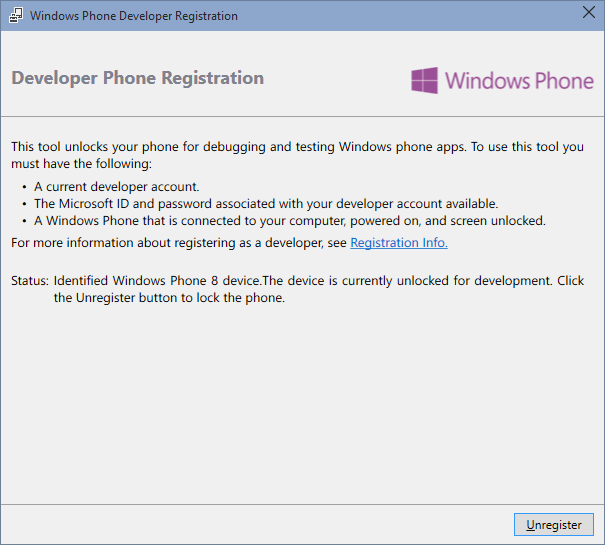 Windows Phone Developer Registration
Developer Phone Registration
Windows Phone
This tool unlocks your phone for debugging and testing Windows phone apps. To use this tool you
must have the following:
• A current developer account.
• The Microsoft ID and password associated with your developer account available.
• A Windows Phone that is connected to your computer, powered on, and screen unlocked.
For more information about registering as a developer, see Registration Info.
Status: Identified Windows Phone 8 device.The device is currently unlocked for development. Click
the Unregister button to lock the phone.
Unregister